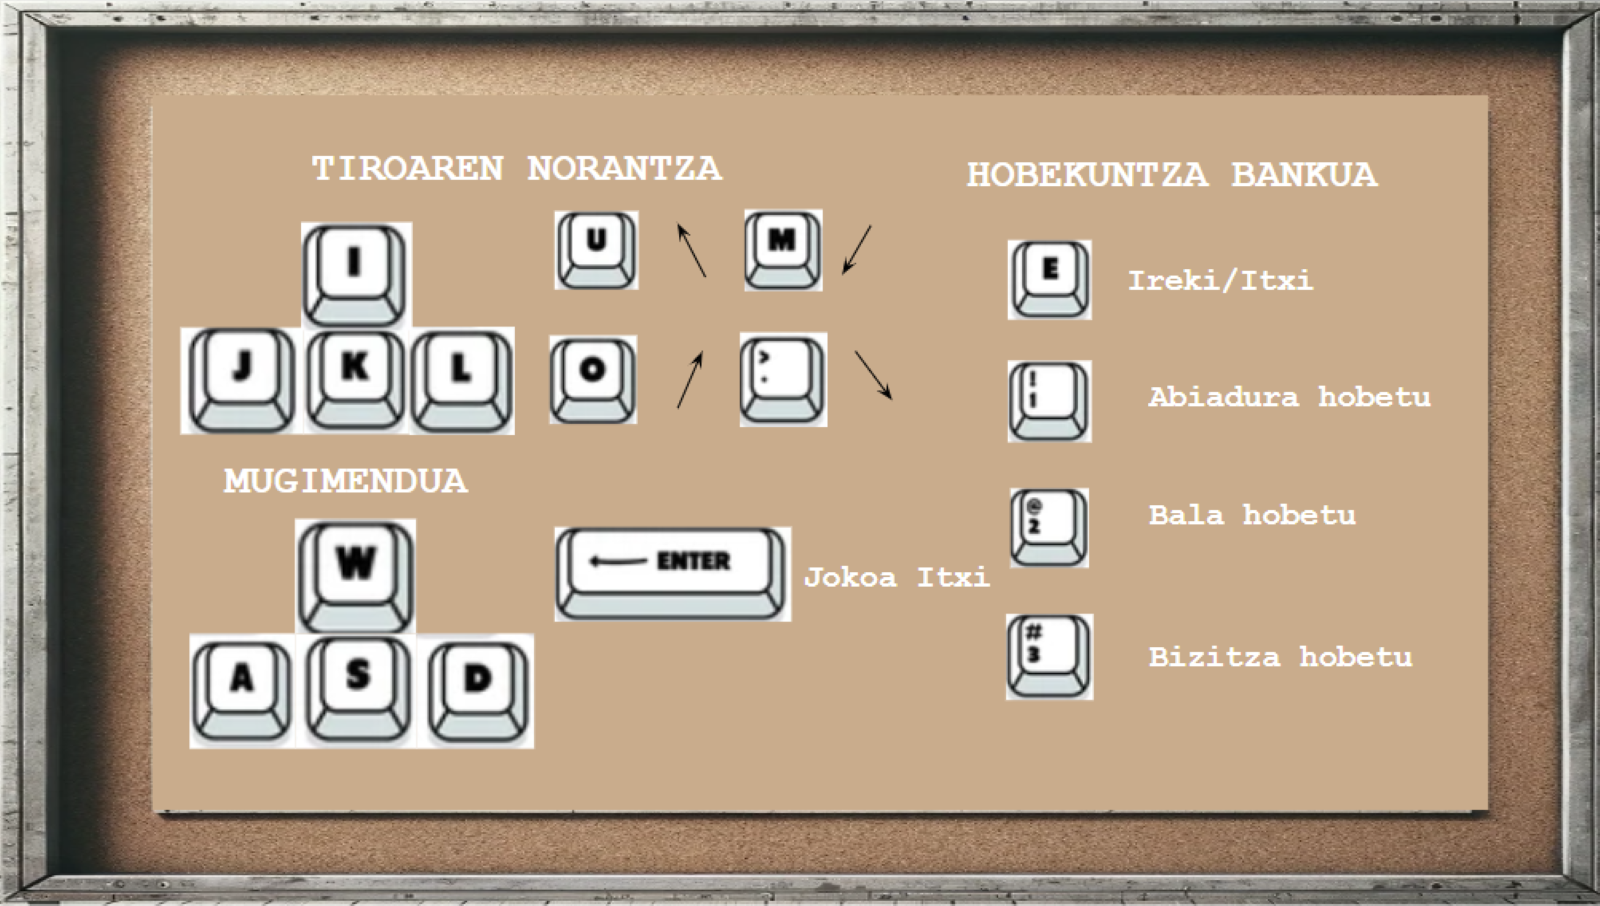 TIROAREN NORANTZA
I
J K L
U
M
O
>
.
MUGIMENDUA
W
A S D
← ENTER
Jokoa Itxi
HOBEKUNTZA BANKUA
E
Ireki/Itxi
!
1
Abiadura hobetu
@
2
Bala hobetu
#
3
Bizitza hobetu